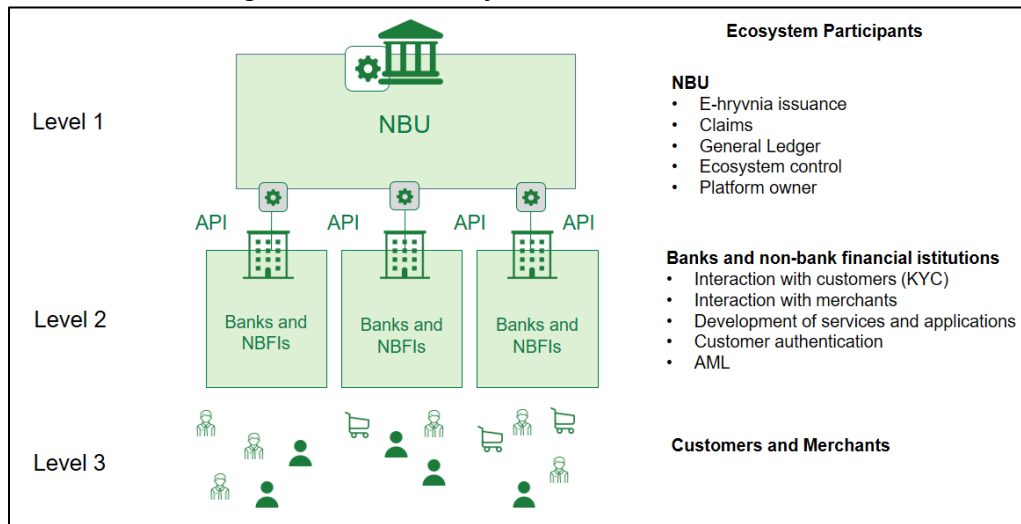 Ecosystem Participants
Level 1
NBU
NBU
• E-hryvnia issuance
• Claims
• General Ledger
• Ecosystem control
• Platform owner
API API API API
Level 2
Banks and NBFIs
Banks and NBFIs
Banks and NBFIs
Banks and non-bank financial istitutions
• Interaction with customers (KYC)
• Interaction with merchants
• Development of services and applications
• Customer authentication
• AML
Level 3
Customers and Merchants